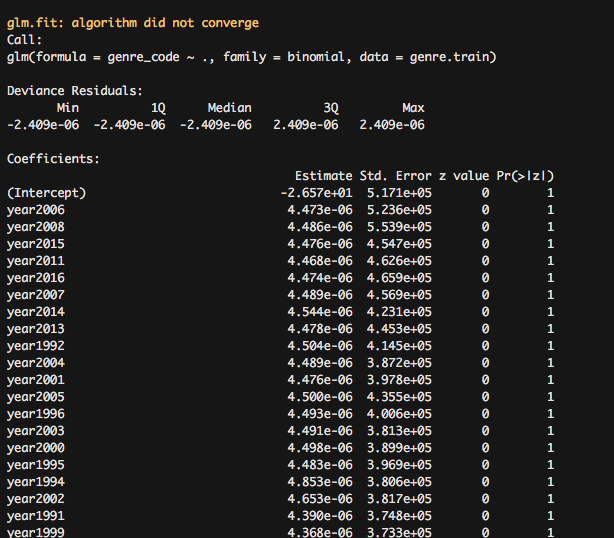 glm.fit: algorithm did not converge
Call:
glm(formula = genre_code ~ ., family = binomial, data = genre.train)
Deviance Residuals:
Min 1Q Median 3Q Max
-2.409e-06 -2.409e-06 -2.409e-06 2.409e-06 2.409e-06
Coefficients:
Estimate Std. Error z value Pr(>|z|)
(Intercept) -2.657e+01 5.171e+05 0 1
year2006 4.473e-06 5.236e+05 0 1
year2008 4.486e-06 5.539e+05 0 1
year2015 4.476e-06 4.547e+05 0 1
year2011 4.468e-06 4.626e+05 0 1
year2016 4.474e-06 4.659e+05 0 1
year2007 4.489e-06 4.569e+05 0 1
year2014 4.544e-06 4.231e+05 0 1
year2013 4.478e-06 4.453e+05 0 1
year1992 4.504e-06 4.145e+05 0 1
year2004 4.489e-06 3.872e+05 0 1
year2001 4.476e-06 3.978e+05 0 1
year2005 4.500e-06 4.355e+05 0 1
year1996 4.493e-06 4.006e+05 0 1
year2003 4.491e-06 3.813e+05 0 1
year2000 4.498e-06 3.899e+05 0 1
year1995 4.483e-06 3.969e+05 0 1
year1994 4.853e-06 3.806e+05 0 1
year2002 4.653e-06 3.817e+05 0 1
year1991 4.390e-06 3.748e+05 0 1
year1999 4.368e-06 3.733e+05 0 1